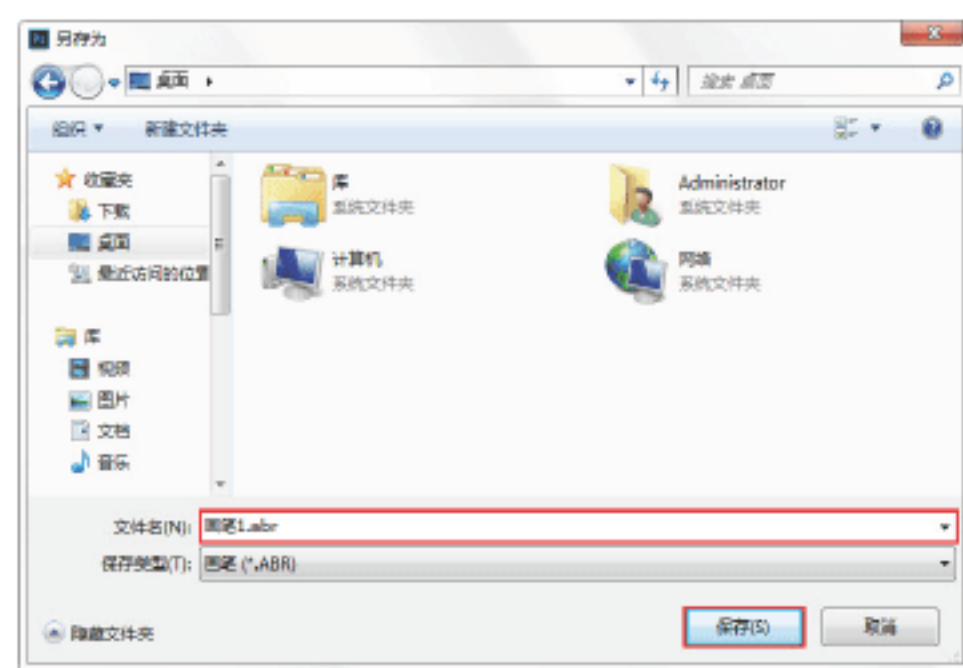 另存为
桌面
搜索 桌面
组织
新建文件夹
收藏夹
下载
桌面
最近访问的位置
库
视频
图片
文档
音乐
库
系统文件夹
Administrator
系统文件夹
计算机
系统文件夹
网络
系统文件夹
文件名(N):
画笔1.abr
保存类型(T):
画笔 (*.ABR)
隐藏文件夹
保存(S)
取消